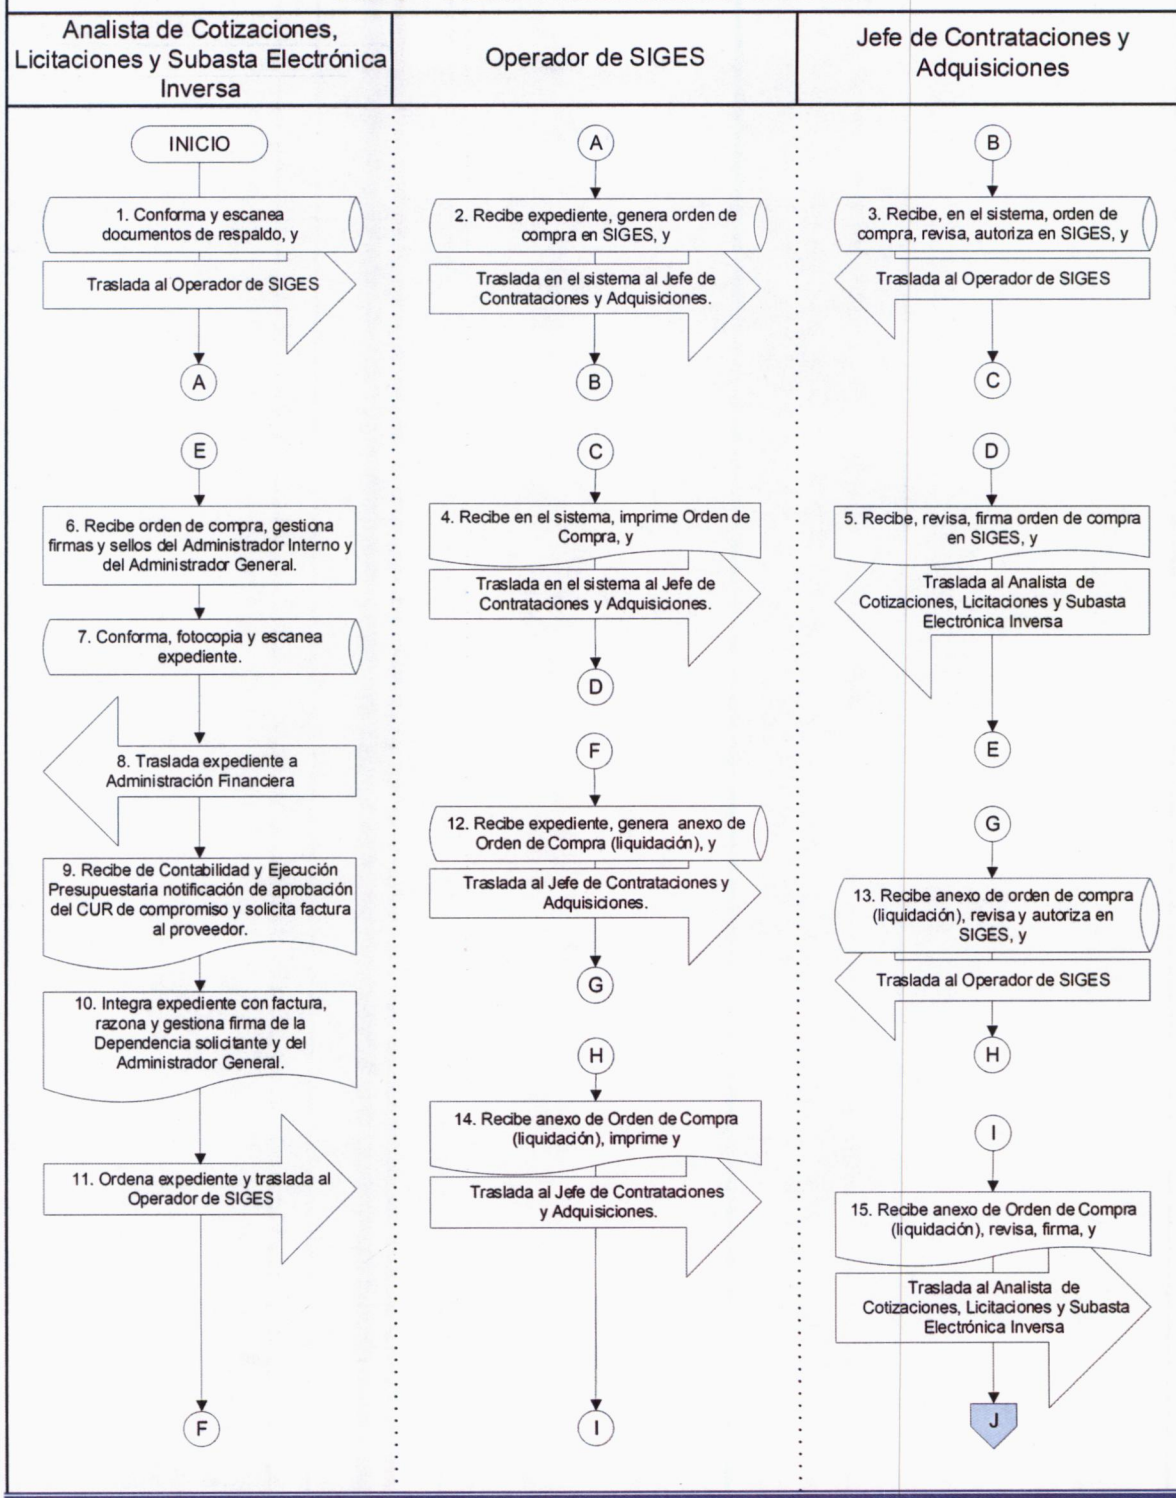 Analista de Cotizaciones,
Licitaciones y Subasta Electrónica
Inversa
Operador de SIGES
Jefe de Contrataciones y
Adquisiciones
INICIO
1. Conforma y escanea
documentos de respaldo, y
Traslada al Operador de SIGES
A
E
6. Recibe orden de compra, gestiona
firmas y sellos del Administrador Interno y
del Administrador General.
7. Conforma, fotocopia y escanea
expediente.
8. Traslada expediente a
Administración Financiera
9. Recibe de Contabilidad y Ejecución
Presupuestaria notificación de aprobación
del CUR de compromiso y solicita factura
al proveedor.
10. Integra expediente con factura,
razona y gestiona firma de la
Dependencia solicitante y del
Administrador General.
11. Ordena expediente y traslada al
Operador de SIGES
F
A
2. Recibe expediente, genera orden de
compra en SIGES, y
Traslada en el sistema al Jefe de
Contrataciones y Adquisiciones.
B
C
4. Recibe en el sistema, imprime Orden de
Compra, y
Traslada en el sistema al Jefe de
Contrataciones y Adquisiciones.
D
F
12. Recibe expediente, genera anexo de
Orden de Compra (liquidación), y
Traslada al Jefe de Contrataciones y
Adquisiciones.
G
H
14. Recibe anexo de Orden de Compra
(liquidación), imprime y
Traslada al Jefe de Contrataciones
y Adquisiciones.
I
B
3. Recibe, en el sistema, orden de
compra, revisa, autoriza en SIGES, y
Traslada al Operador de SIGES
C
D
5. Recibe, revisa, firma orden de compra
en SIGES, y
Traslada al Analista de
Cotizaciones, Licitaciones y Subasta
Electrónica Inversa
E
G
13. Recibe anexo de orden de compra
(liquidación), revisa y autoriza en
SIGES, y
Traslada al Operador de SIGES
H
I
15. Recibe anexo de Orden de Compra
(liquidación), revisa, firma, y
Traslada al Analista de
Cotizaciones, Licitaciones y Subasta
Electrónica Inversa
J